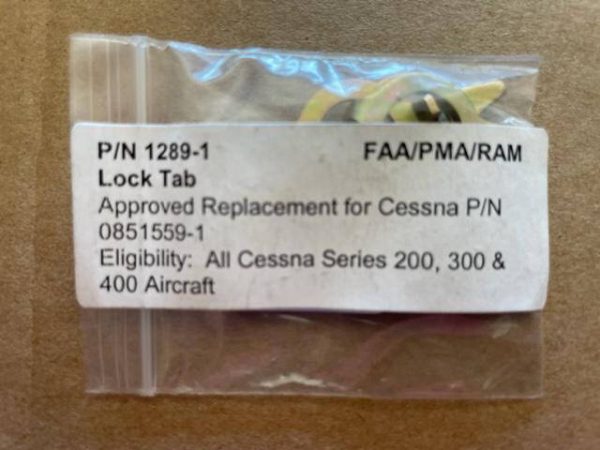 P/N 1289-1 FAA/PMA/RAM
Lock Tab
Approved Replacement for Cessna P/N
0851559-1
Eligibility: All Cessna Series 200, 300 &
400 Aircraft